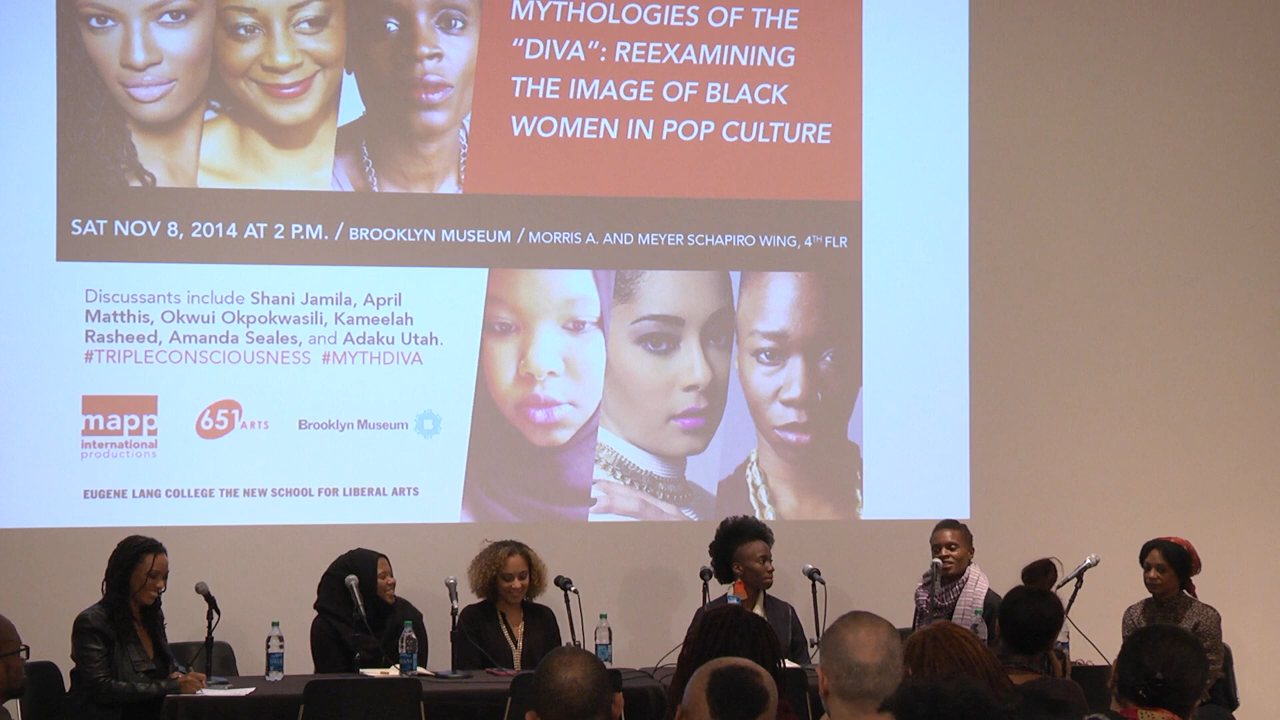 MYTHOLOGIES OF THE
"DIVA": REEXAMINING
THE IMAGE OF BLACK
WOMEN IN POP CULTURE
SAT NOV 8, 2014 AT 2 P.M. / BROOKLYN MUSEUM / MORRIS A. AND MEYER SCHAPIRO WING, 4TH FLR
Discussants include Shani Jamila, April
Matthis, Okwui Okpokwasili, Kameelah
Rasheed, Amanda Seales, and Adaku Utah.
#TRIPLECONSCIOUSNESS #MYTHDIVA
mapp
international
productions
651 ARTS
Brooklyn Museum
EUGENE LANG COLLEGE THE NEW SCHOOL FOR LIBERAL ARTS